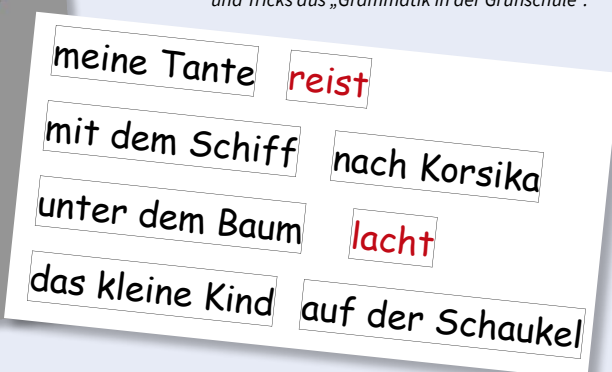 und Tricks aus „Grammatik in der Grunschule“.
meine Tante reist
mit dem Schiff nach Korsika
unter dem Baum lacht
das kleine Kind auf der Schaukel